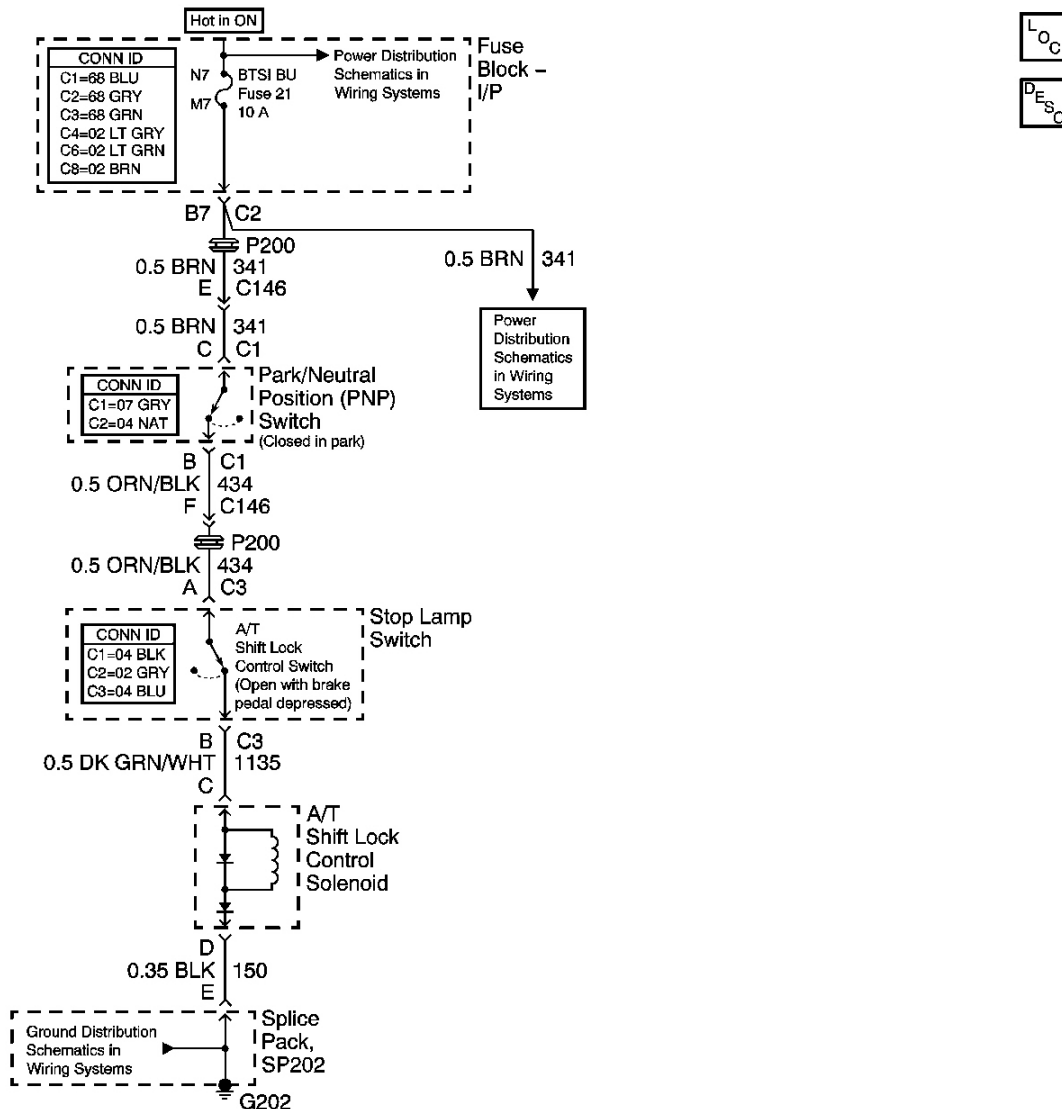 Hot in ON
Fuse
Block –
I/P
CONN ID
C1=68 BLU
C2=68 GRY
C3=68 GRN
C4=02 LT GRY
C6=02 LT GRN
C8=02 BRN
N7
M7
BTSI BU
Fuse 21
10 A
Power Distribution
Schematics in
Wiring Systems
LOC
DESC
B7 C2
P200
0.5 BRN 341
E C146
0.5 BRN 341
Power
Distribution
Schematics
in Wiring
Systems
0.5 BRN 341
C C1
CONN ID
C1=07 GRY
C2=04 NAT
Park/Neutral
Position (PNP)
Switch
(Closed in park)
B C1
0.5 ORN/BLK 434
F C146
P200
0.5 ORN/BLK 434
A C3
Stop Lamp
Switch
CONN ID
C1=04 BLK
C2=02 GRY
C3=04 BLU
A/T
Shift Lock
Control Switch
(Open with brake
pedal depressed)
B C3
0.5 DK GRN/WHT 1135
C
A/T
Shift Lock
Control
Solenoid
D
0.35 BLK 150
E
Splice
Pack,
SP202
Ground Distribution
Schematics in
Wiring Systems
G202